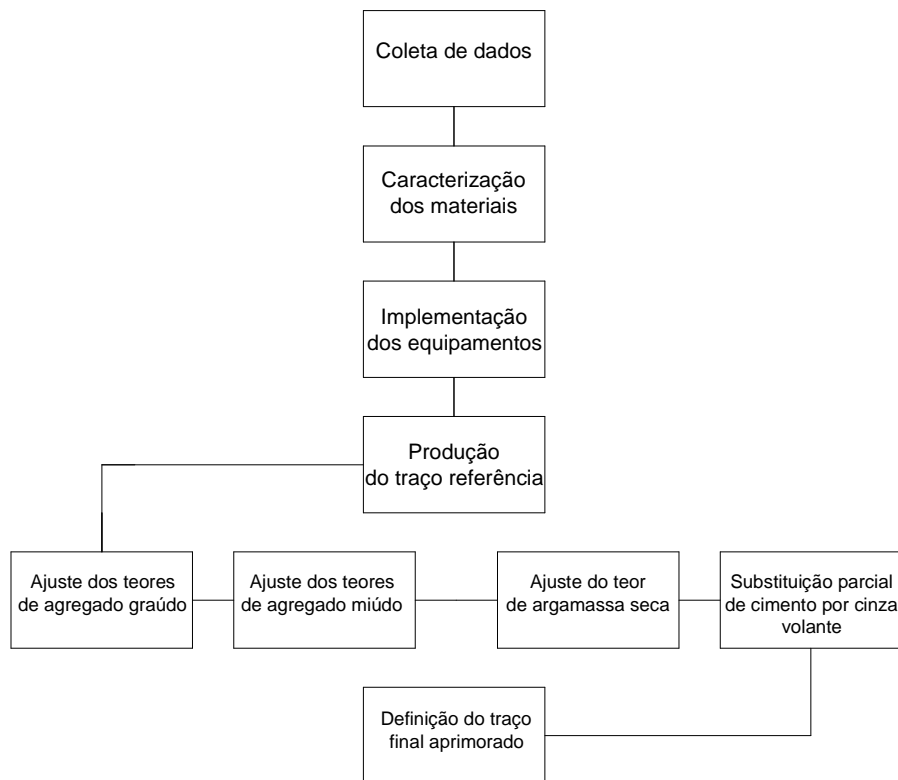 Coleta de dados
Caracterização
dos materiais
Implementação
dos equipamentos
Produção
do traço referência
Ajuste dos teores
de agregado graúdo
Ajuste dos teores
de agregado miúdo
Ajuste do teor
de argamassa seca
Substituição parcial
de cimento por cinza
volante
Definição do traço
final aprimorado